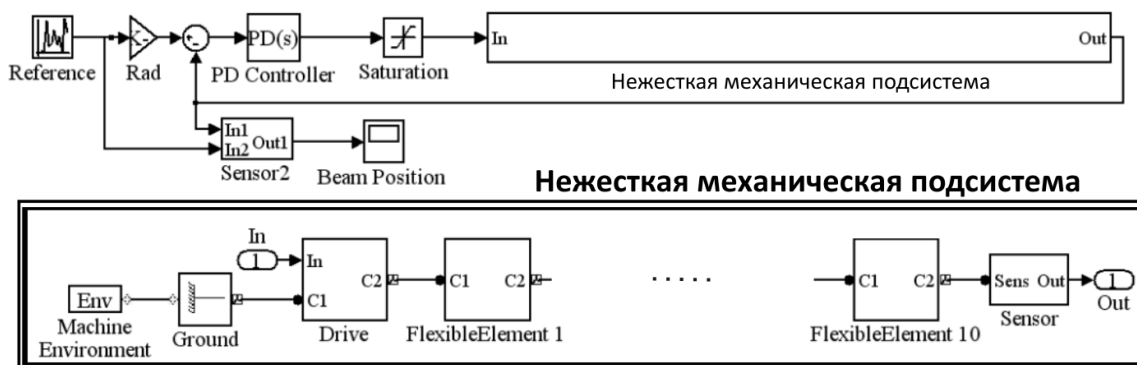 In
Out
PD(s)
Reference
Rad
PD Controller
Saturation
Нежесткая механическая подсистема
In1
In2
Out1
Sensor2
Beam Position
Нежесткая механическая подсистема
In
1
In
C2
C1
C1
C2
. . . . .
C1
C2
Sens Out
1
Out
Env
Machine
Environment
Ground
Drive
FlexibleElement 1
FlexibleElement 10
Sensor